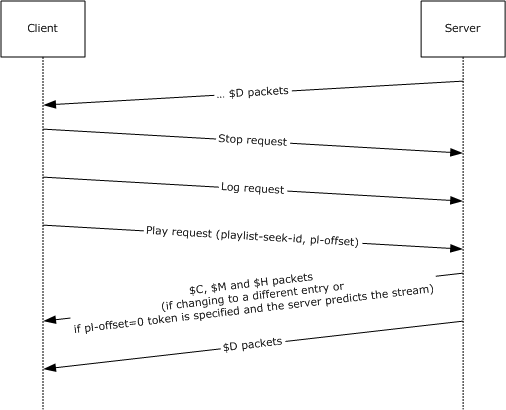 Client
Server
... $D packets
Stop request
Log request
Play request (playlist-seek-id, pl-offset)
$C, $M and $H packets
(if changing to a different entry or
if pl-offset=0 token is specified and the server predicts the stream)
$D packets